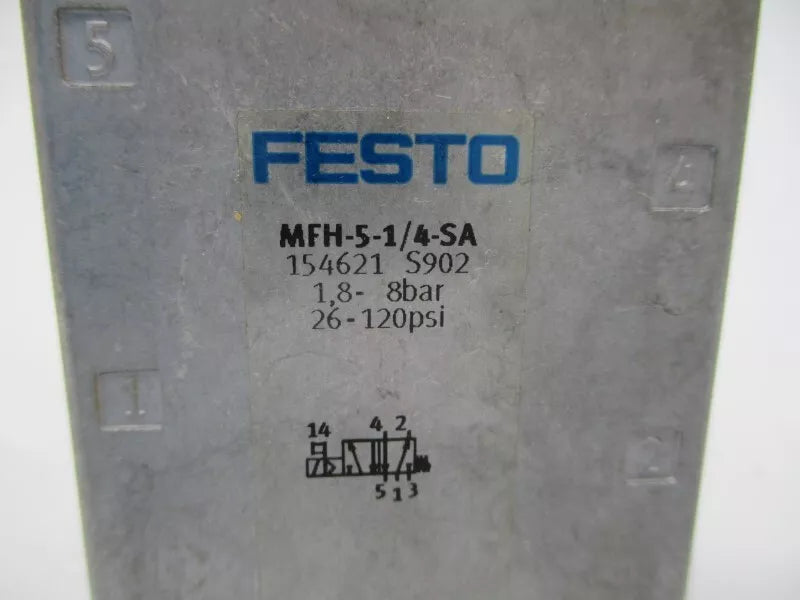 5
FESTO
4
MFH-5-1/4-SA
154621 S902
1,8- 8bar
26-120psi
1
14 4 2
2
5 1 3